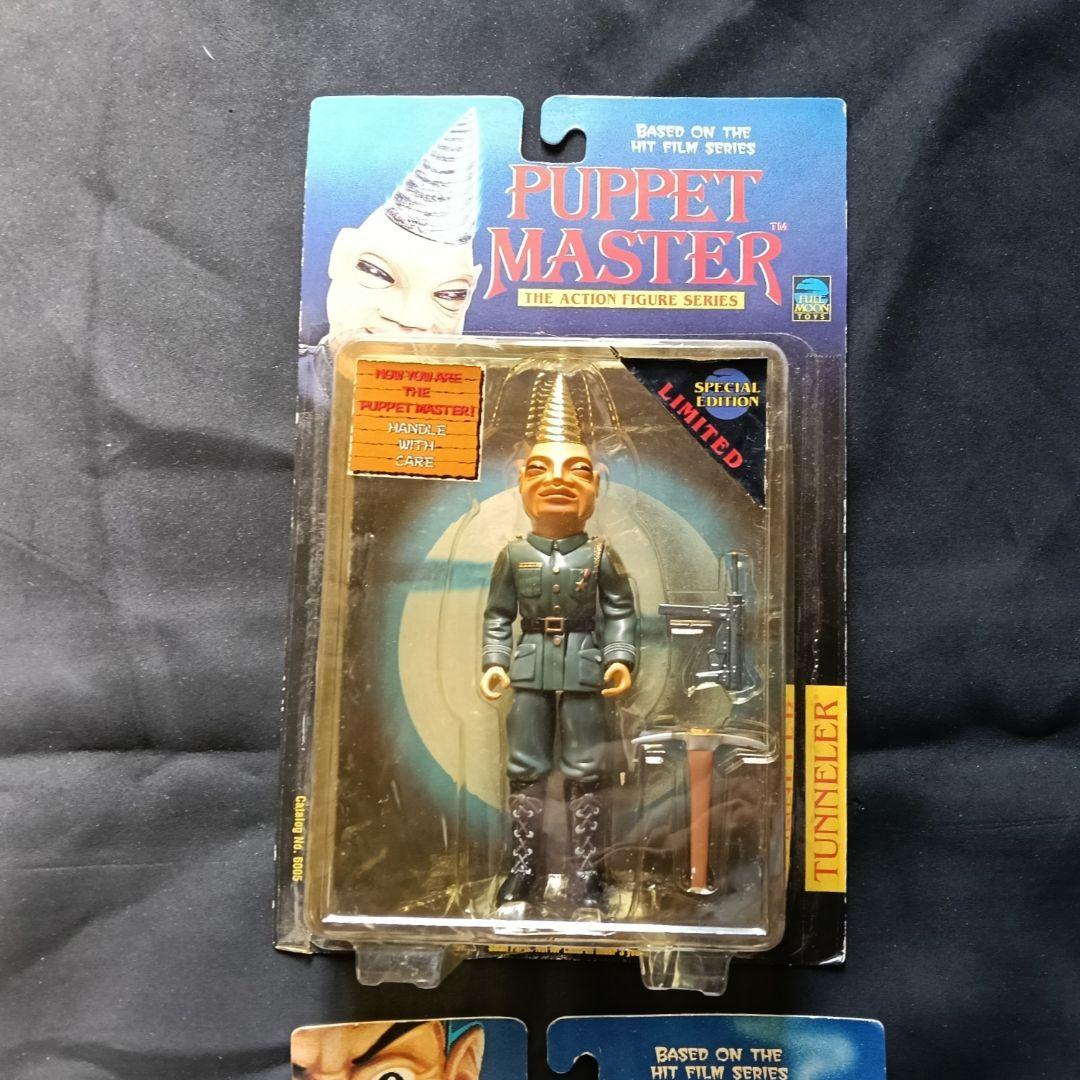 BASED ON THE
HIT FILM SERIES
PUPPET
MASTER™
THE ACTION FIGURE SERIES
FULL
MOON
TOYS
NOW YOU ARE
THE
PUPPET MASTER!
HANDLE
WITH
CARE
SPECIAL
EDITION
LIMITED
TUNNELER
Catalog No. 6005
BASED ON THE
HIT FILM SERIES